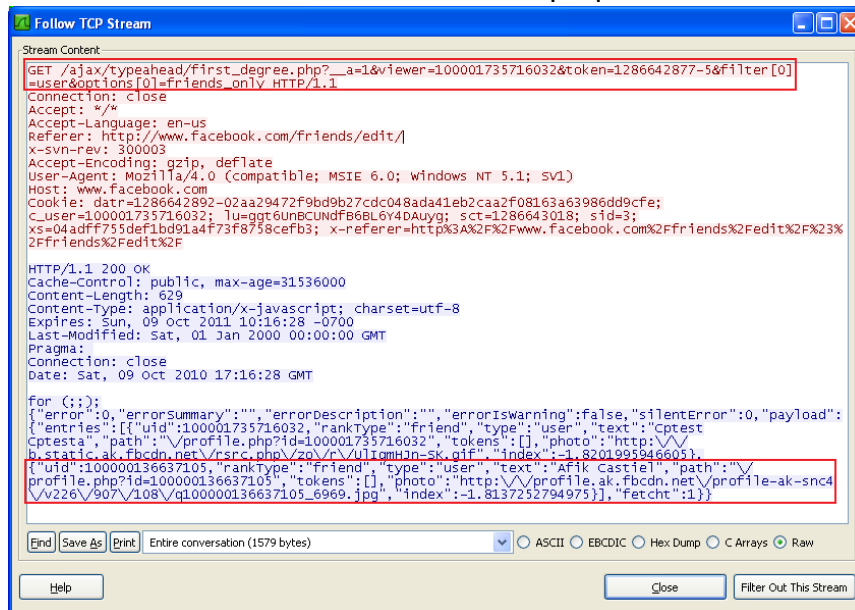 Follow TCP Stream
Stream Content
GET /ajax/typeahead/first_degree.php?__a=1&viewer=100001735716032&token=1286642877-5&filter[0]
=user&options[0]=friends_only HTTP/1.1
Connection: close
Accept: */*
Accept-Language: en-us
Referer: http://www.facebook.com/friends/edit/
x-svn-rev: 300003
Accept-Encoding: gzip, deflate
User-Agent: Mozilla/4.0 (compatible; MSIE 6.0; Windows NT 5.1; SV1)
Host: www.facebook.com
Cookie: datr=1286642892-02aa29472f9bd9b27cdc048ada41eb2caa2f08163a63986dd9cfe;
c_user=100001735716032; lu=ggt6UnBCUNdfB6BL6Y4DAuyg; sct=1286643018; sid=3;
xs=04adff755def1bd91a4f73f8758cefb3; x-referer=http%3A%2F%2Fwww.facebook.com%2Ffriends%2Fedit%2F%23%
2Ffriends%2Fedit%2F
HTTP/1.1 200 OK
Cache-Control: public, max-age=31536000
Content-Length: 629
Content-Type: application/x-javascript; charset=utf-8
Expires: Sun, 09 Oct 2011 10:16:28 -0700
Last-Modified: Sat, 01 Jan 2000 00:00:00 GMT
Pragma:
Connection: close
Date: Sat, 09 Oct 2010 17:16:28 GMT
for (;;);
{"error":0,"errorSummary":"","errorDescription":"","errorIsWarning":false,"silentError":0,"payload":
{"entries":[{"uid":100001735716032,"rankType":"friend","type":"user","text":"Cptest
Cptesta","path":"\/profile.php?id=100001735716032","tokens":[],"photo":"http:\/\/
b.static.ak.fbcdn.net\/rsrc.php\/zo\/r\/UlIqmHJn-SK.gif","index":-1.8201995946605},
{"uid":100000136637105,"rankType":"friend","type":"user","text":"Afik Castiel","path":"\/
profile.php?id=100000136637105","tokens":[],"photo":"http:\/\/profile.ak.fbcdn.net\/profile-ak-snc4
\/v226\/907\/108\/q100000136637105_6969.jpg","index":-1.8137252794975}],"fetcht":1}}
Find Save As Print Entire conversation (1579 bytes) ASCII EBCDIC Hex Dump C Arrays Raw
Help Close Filter Out This Stream